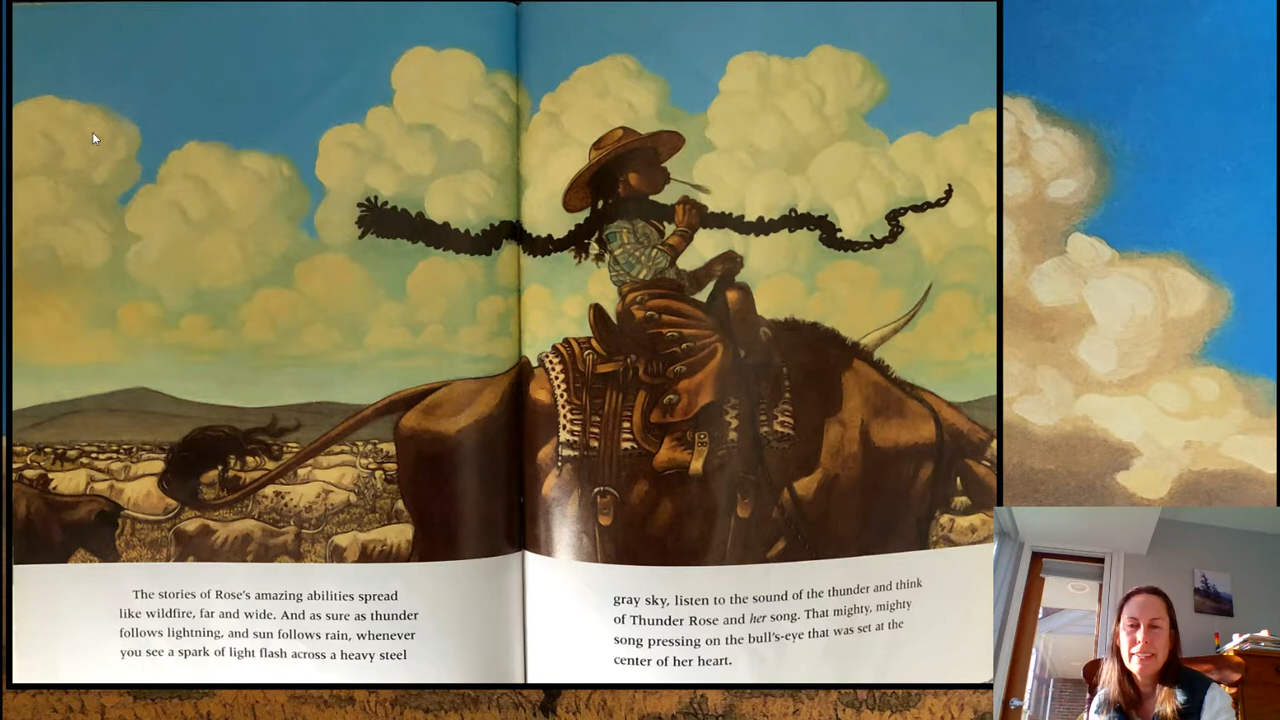 The stories of Rose's amazing abilities spread
like wildfire, far and wide. And as sure as thunder
follows lightning, and sun follows rain, whenever
you see a spark of light flash across a heavy steel
gray sky, listen to the sound of the thunder and think
of Thunder Rose and her song. That mighty, mighty
song pressing on the bull's-eye that was set at the
center of her heart.